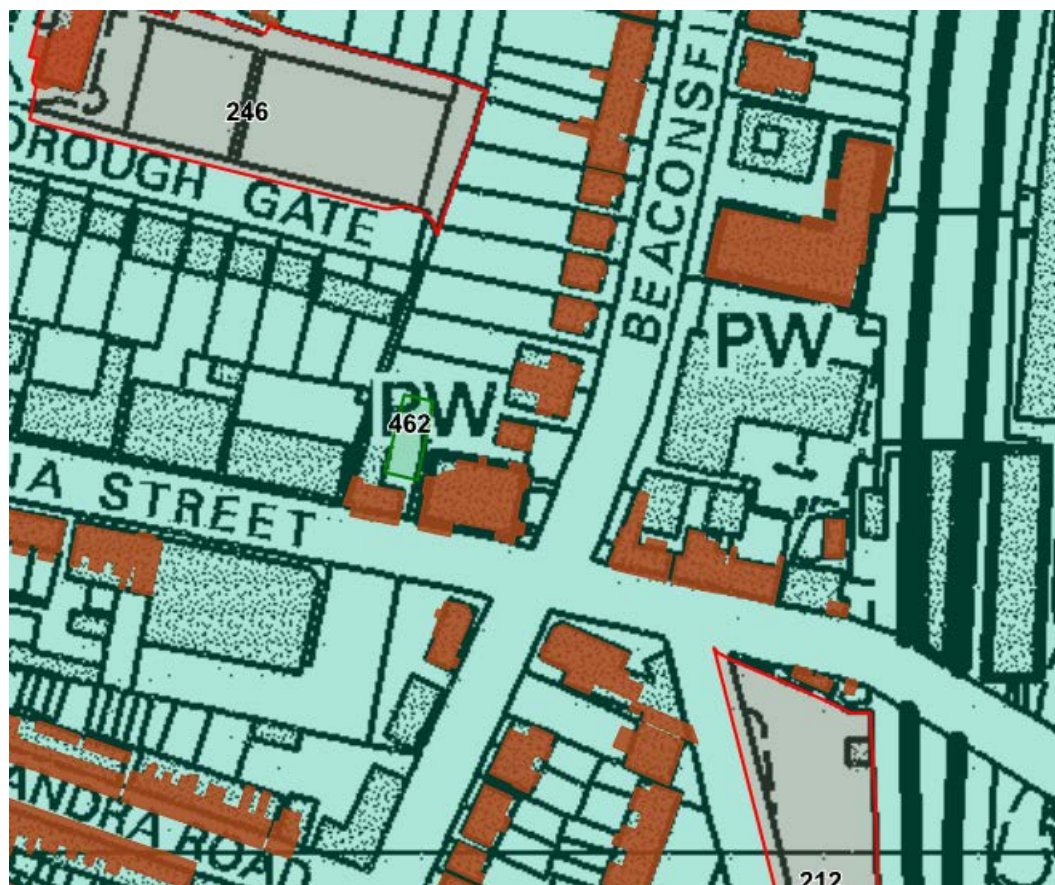 246
OROUGH GATE
BEACONSFI
PW
PW
462
IA STREET
ANDRA ROAD
212